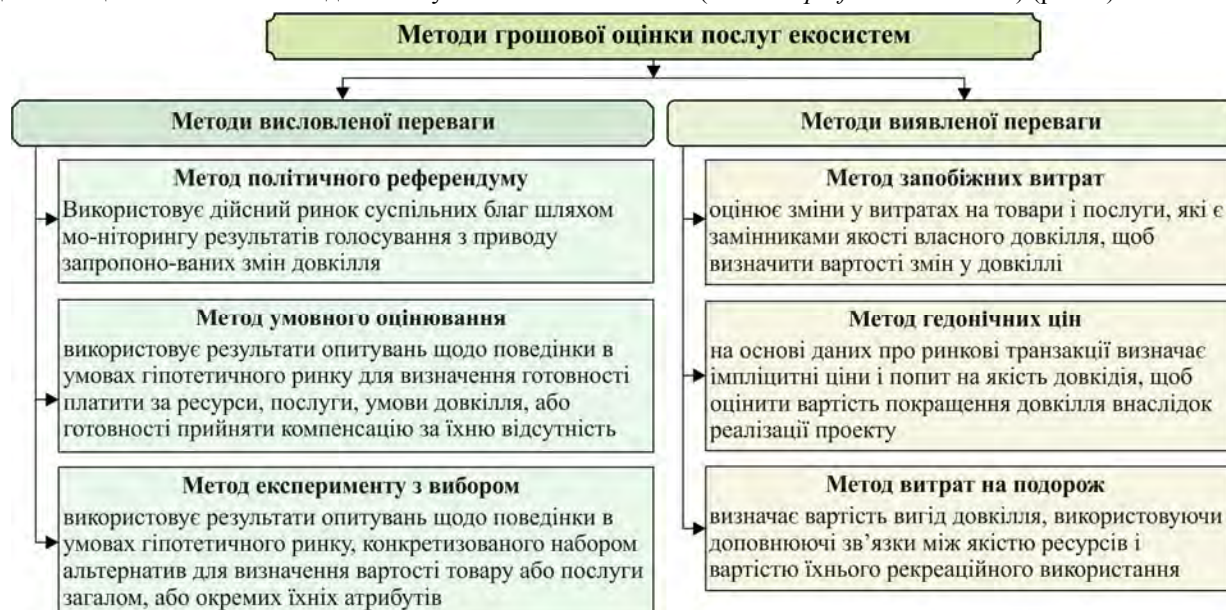 Методи грошової оцінки послуг екосистем
Методи висловленої переваги
Метод політичного референдуму
Використовує дійсний ринок суспільних благ шляхом
мо-ніторингу результатів голосування з приводу
запропоно-ваних змін довкілля
Метод умовного оцінювання
використовує результати опитувань щодо поведінки в
умовах гіпотетичного ринку для визначення готовності
платити за ресурси, послуги, умови довкілля, або
готовності прийняти компенсацію за їхню відсутність
Метод експерименту з вибором
використовує результати опитувань щодо поведінки в
умовах гіпотетичного ринку, конкретизованого набором
альтернатив для визначення вартості товару або послуги
загалом, або окремих їхніх атрибутів
Методи виявленої переваги
Метод запобіжних витрат
оцінює зміни у витратах на товари і послуги, які є
замінниками якості власного довкілля, щоб
визначити вартості змін у довкіллі
Метод гедонічних цін
на основі даних про ринкові транзакції визначає
імпліцитні ціни і попит на якість довкідія, щоб
оцінити вартість покращення довкілля внаслідок
реалізації проекту
Метод витрат на подорож
визначає вартість вигід довкілля, використовуючи
доповнюючі зв’язки між якістю ресурсів і
вартістю їхнього рекреаційного використання